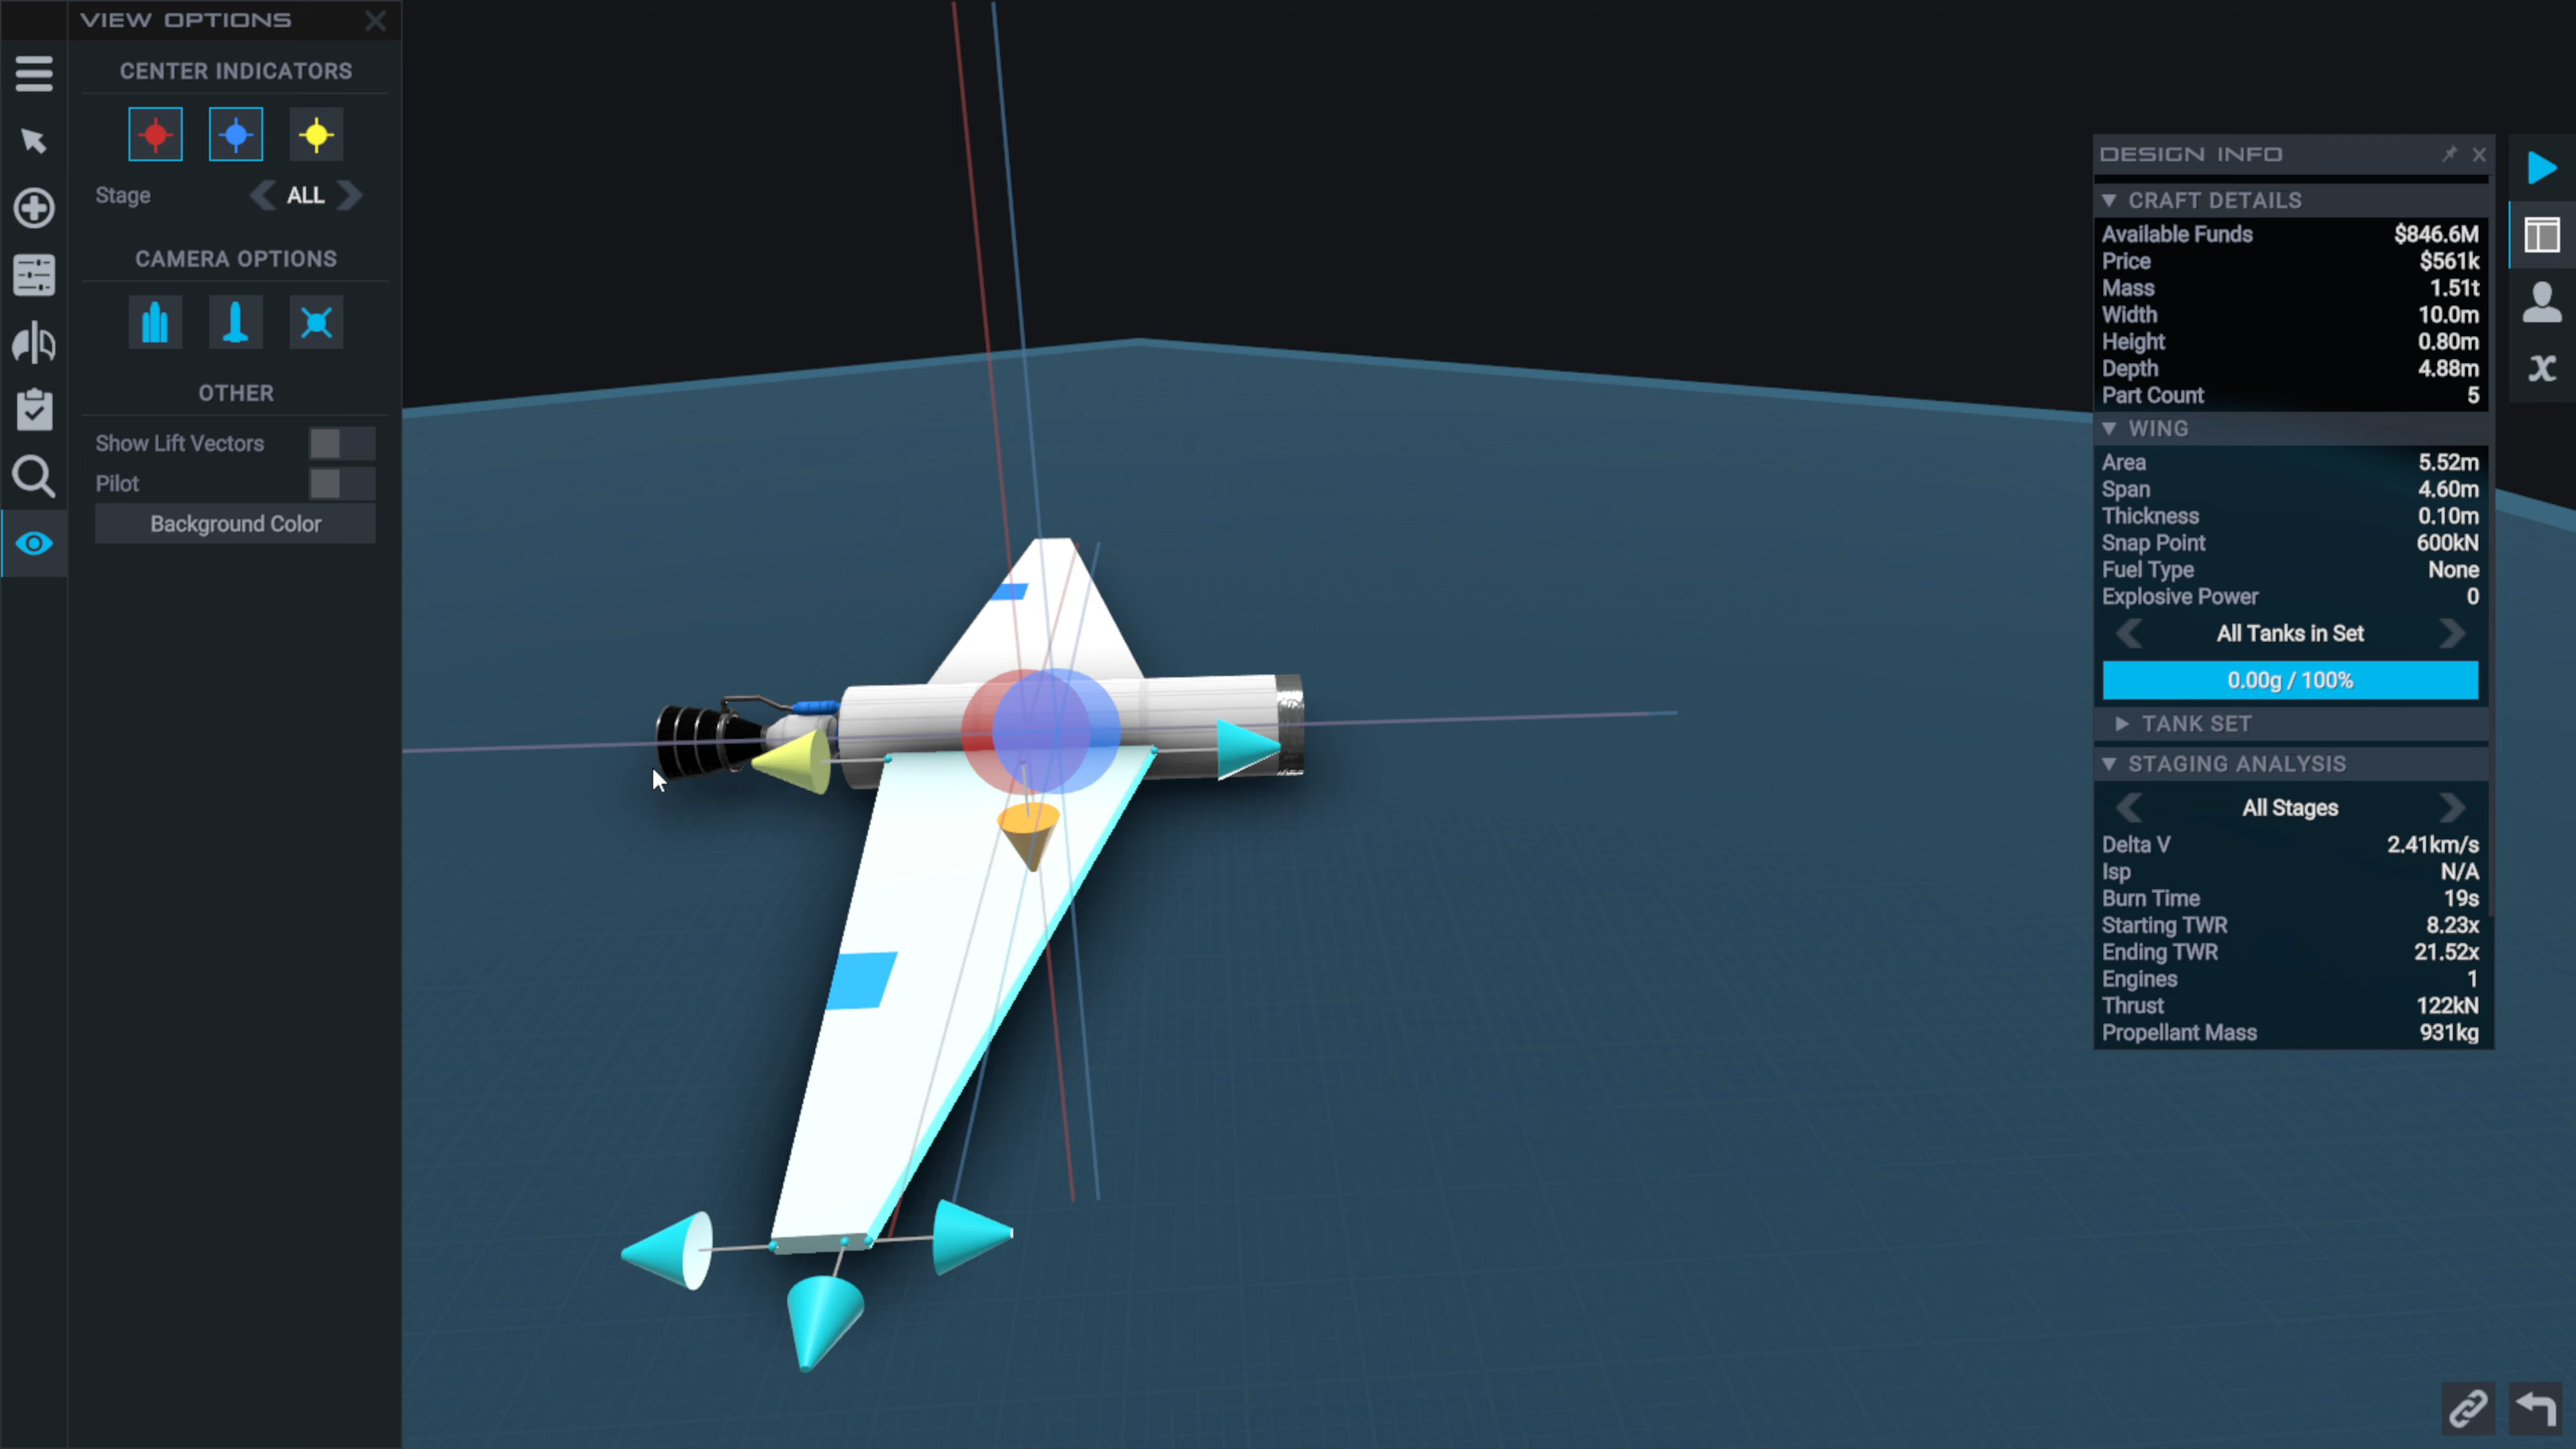 VIEW OPTIONS
CENTER INDICATORS
Stage ALL
CAMERA OPTIONS
OTHER
Show Lift Vectors
Pilot
Background Color
DESIGN INFO
CRAFT DETAILS
Available Funds $846.6M
Price $561k
Mass 1.51t
Width 10.0m
Height 0.80m
Depth 4.88m
Part Count 5
WING
Area 5.52m
Span 4.60m
Thickness 0.10m
Snap Point 600kN
Fuel Type None
Explosive Power 0
All Tanks in Set
0.00g / 100%
TANK SET
STAGING ANALYSIS
All Stages
Delta V 2.41km/s
Isp N/A
Burn Time 19s
Starting TWR 8.23x
Ending TWR 21.52x
Engines 1
Thrust 122kN
Propellant Mass 931kg